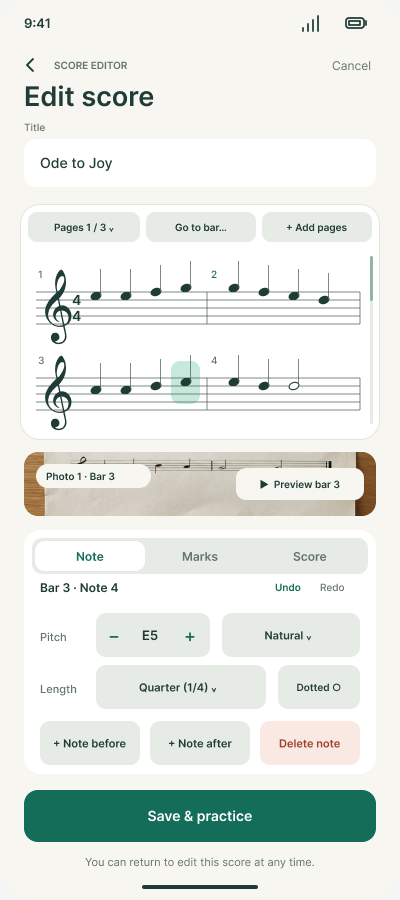 9:41
SCORE EDITOR
Cancel
Edit score
Title
Ode to Joy
Pages 1 / 3 v
Go to bar...
+ Add pages
1
2
4
4
3
4
Photo 1 · Bar 3
▶ Preview bar 3
Note
Marks
Score
Bar 3 · Note 4
Undo
Redo
Pitch
− E5 +
Natural v
Length
Quarter (1/4) v
Dotted O
+ Note before
+ Note after
Delete note
Save & practice
You can return to edit this score at any time.